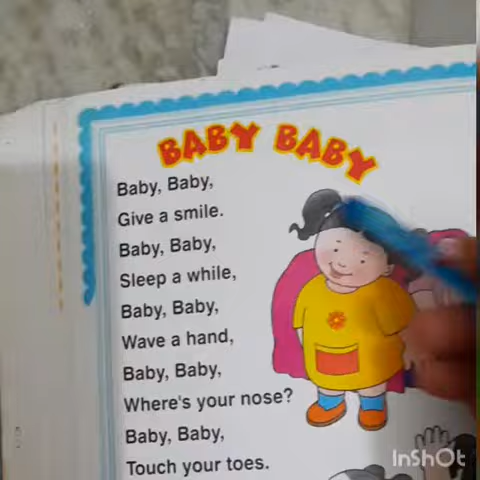 BABY BABY
Baby, Baby,
Give a smile.
Baby, Baby,
Sleep a while,
Baby, Baby,
Wave a hand,
Baby, Baby,
Where's your nose?
Baby, Baby,
Touch your toes.
InShOt